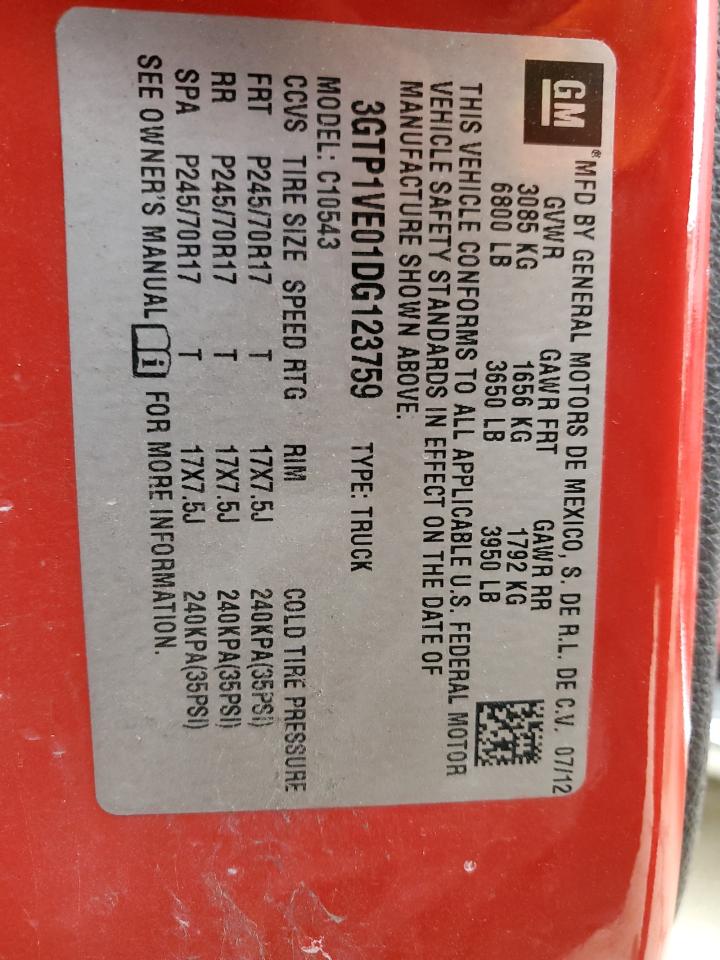 GM
® MFD BY GENERAL MOTORS DE MEXICO, S. DE R.L. DE C.V. 07/12
GVWR GAWR FRT GAWR RR
3085 KG 1656 KG 1792 KG
6800 LB 3650 LB 3950 LB
THIS VEHICLE CONFORMS TO ALL APPLICABLE U.S. FEDERAL MOTOR
VEHICLE SAFETY STANDARDS IN EFFECT ON THE DATE OF
MANUFACTURE SHOWN ABOVE.
3GTP1VE01DG123759 TYPE: TRUCK
MODEL: C10543
CCVS TIRE SIZE SPEED RTG RIM COLD TIRE PRESSURE
FRT P245/70R17 T 17X7.5J 240KPA(35PSI)
RR P245/70R17 T 17X7.5J 240KPA(35PSI)
SPA P245/70R17 T 17X7.5J 240KPA(35PSI)
SEE OWNER'S MANUAL i FOR MORE INFORMATION.